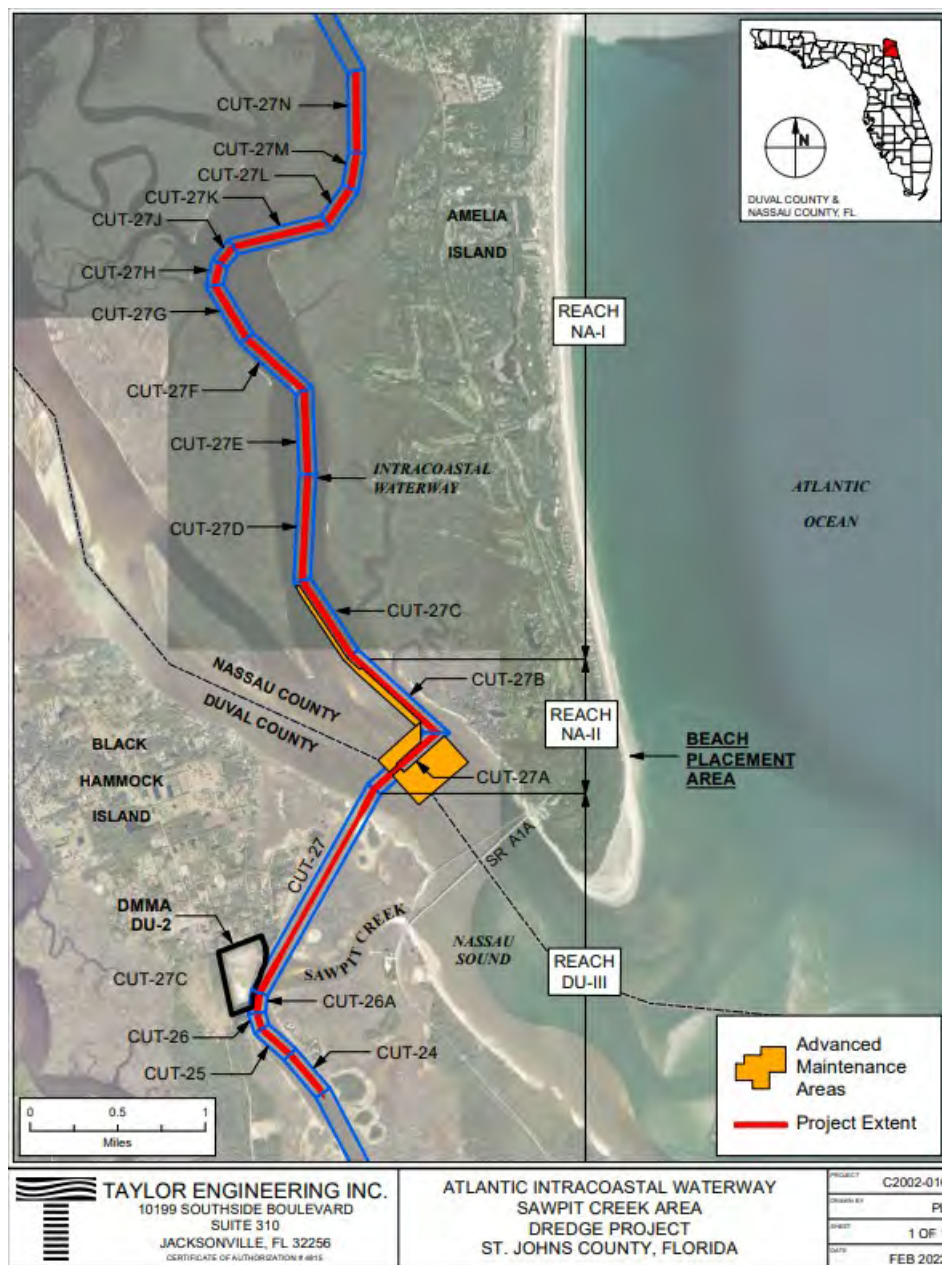 DUVAL COUNTY &
NASSAU COUNTY, FL
N
CUT-27N
CUT-27M
CUT-27L
CUT-27K
CUT-27J
CUT-27H
CUT-27G
CUT-27F
CUT-27E
CUT-27D
AMELIA
ISLAND
REACH
NA-I
INTRACOASTAL
WATERWAY
ATLANTIC
OCEAN
CUT-27C
CUT-27B
NASSAU COUNTY
DUVAL COUNTY
REACH
NA-II
BEACH
PLACEMENT
AREA
BLACK
HAMMOCK
ISLAND
CUT-27A
CUT-27
SR A1A
DMMA
DU-2
CUT-27C
SAWPIT CREEK
NASSAU
SOUND
REACH
DU-III
CUT-26A
CUT-26
CUT-25
CUT-24
0 0.5 1
Miles
Advanced
Maintenance
Areas
Project Extent
TAYLOR ENGINEERING INC.
10199 SOUTHSIDE BOULEVARD
SUITE 310
JACKSONVILLE, FL 32256
CERTIFICATE OF AUTHORIZATION # 4815
ATLANTIC INTRACOASTAL WATERWAY
SAWPIT CREEK AREA
DREDGE PROJECT
ST. JOHNS COUNTY, FLORIDA
PROJECT
DRAWN BY
SHEET
1 OF
DATE
FEB